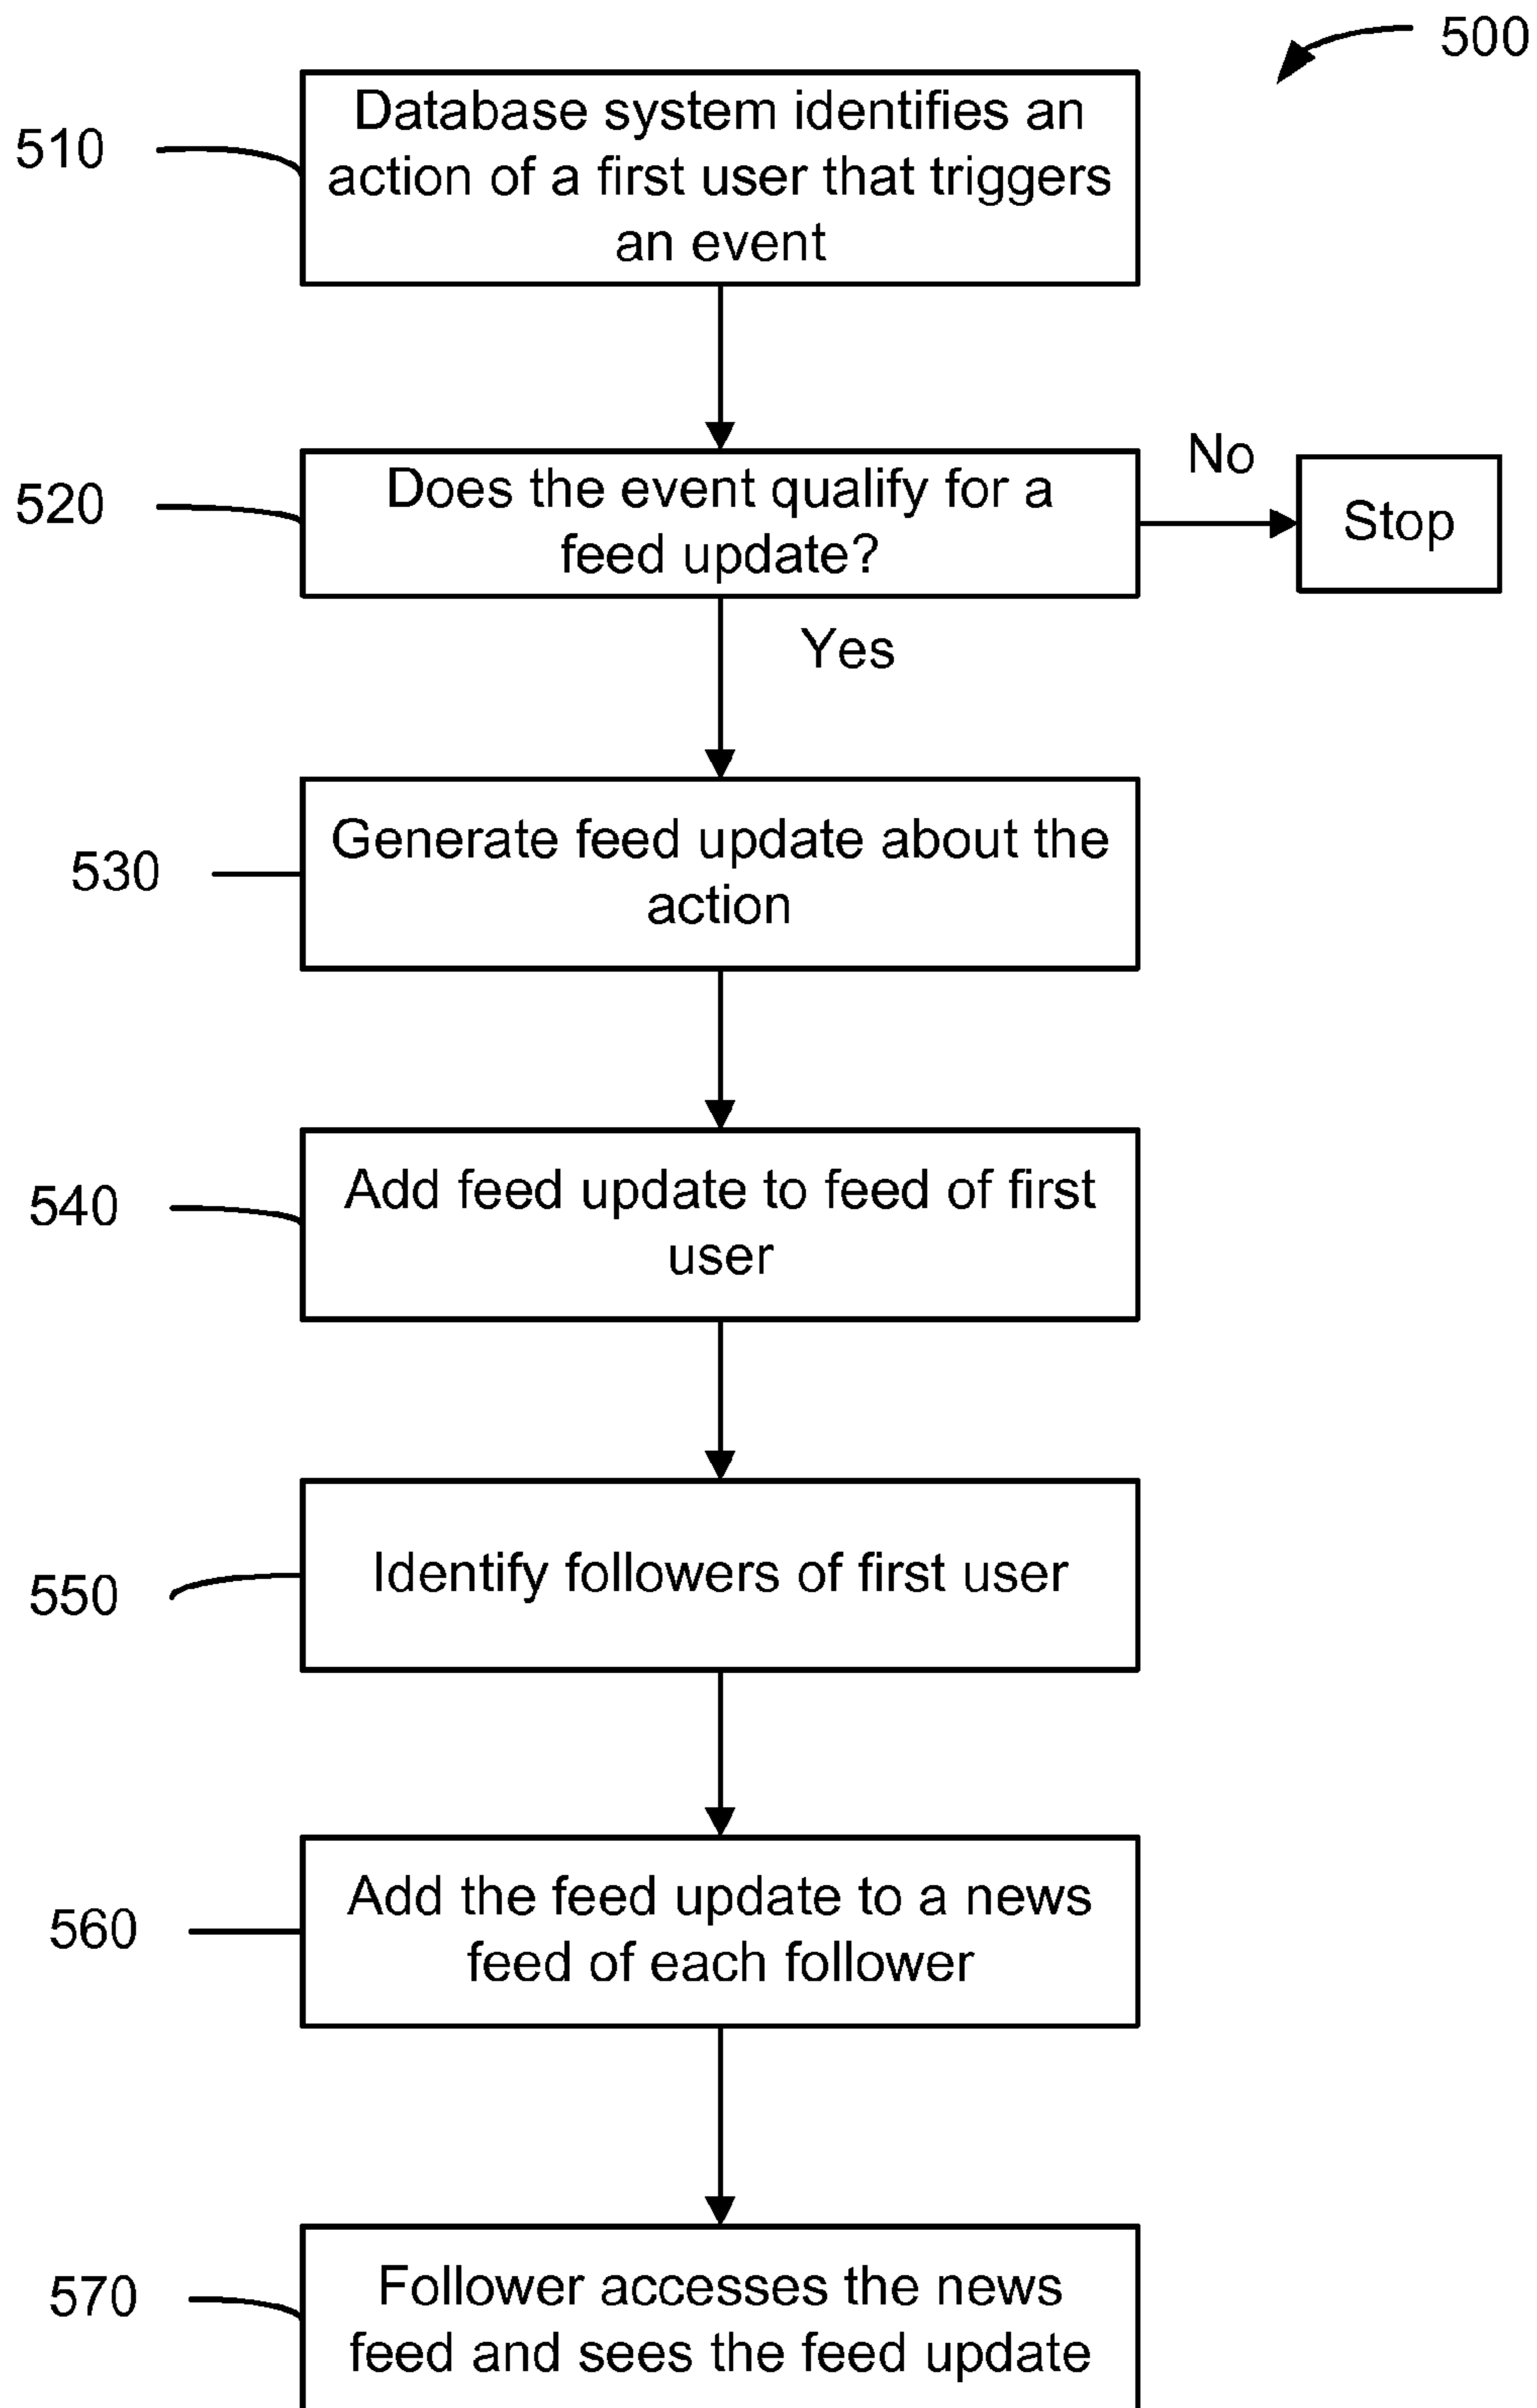 500
510
Database system identifies an
action of a first user that triggers
an event
520
Does the event qualify for a
feed update?
No
Stop
Yes
530
Generate feed update about the
action
540
Add feed update to feed of first
user
550
Identify followers of first user
560
Add the feed update to a news
feed of each follower
570
Follower accesses the news
feed and sees the feed update